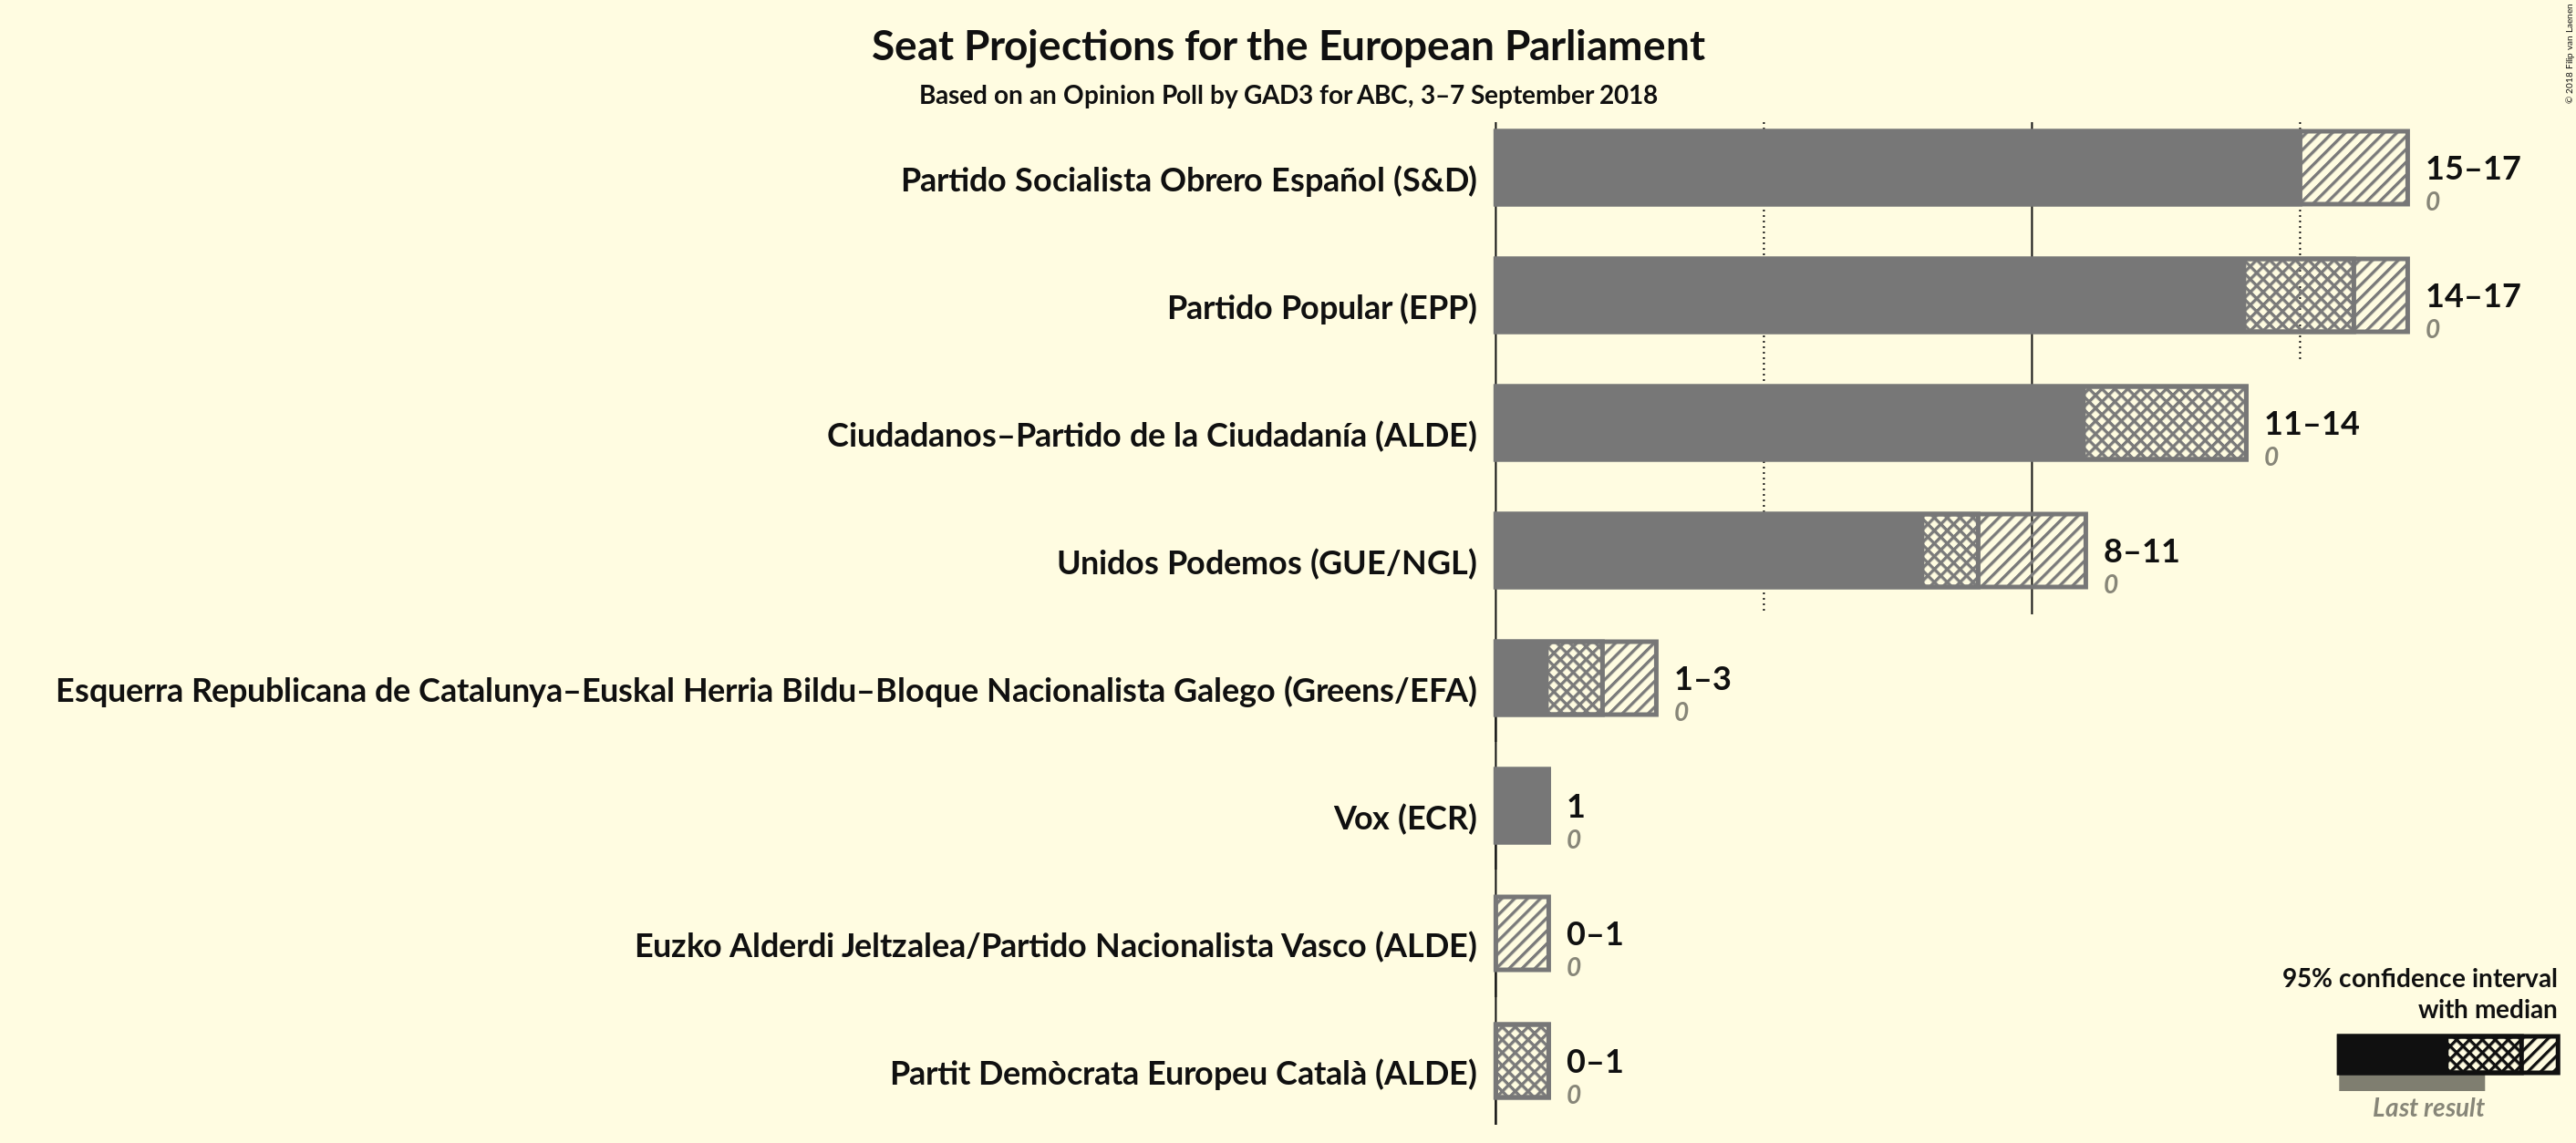 Seat Projections for the European Parliament
Based on an Opinion Poll by GAD3 for ABC, 3–7 September 2018
© 2018 Filip van Laenen
Partido Socialista Obrero Español (S&D)
15–17
0
Partido Popular (EPP)
14–17
0
Ciudadanos–Partido de la Ciudadanía (ALDE)
11–14
0
Unidos Podemos (GUE/NGL)
8–11
0
Esquerra Republicana de Catalunya–Euskal Herria Bildu–Bloque Nacionalista Galego (Greens/EFA)
1–3
0
Vox (ECR)
1
0
Euzko Alderdi Jeltzalea/Partido Nacionalista Vasco (ALDE)
0–1
0
Partit Demòcrata Europeu Català (ALDE)
0–1
0
95% confidence interval
with median
Last result